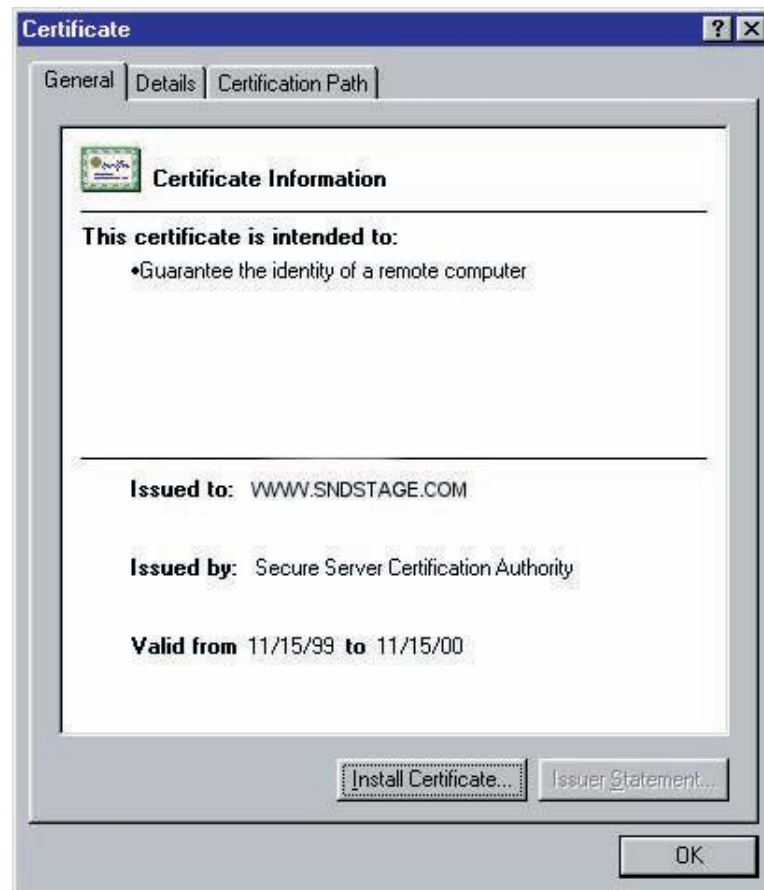 Certificate
General Details Certification Path
Certificate Information
This certificate is intended to:
•Guarantee the identity of a remote computer
Issued to: WWW.SNDSTAGE.COM
Issued by: Secure Server Certification Authority
Valid from 11/15/99 to 11/15/00
Install Certificate... Issuer Statement...
OK